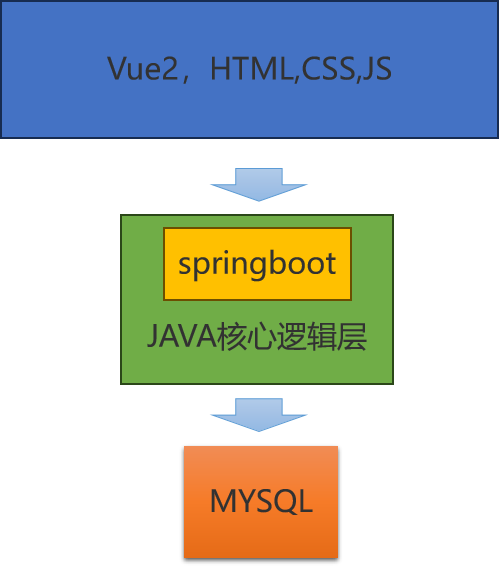 Vue2，HTML,CSS,JS
springboot
JAVA核心逻辑层
MYSQL